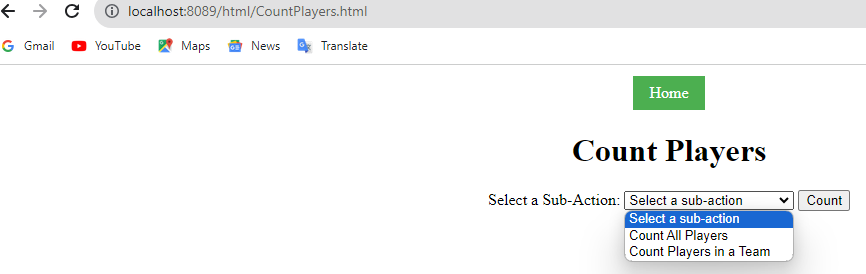 localhost:8089/html/CountPlayers.html
Gmail YouTube Maps News Translate
Home
Count Players
Select a Sub-Action: Select a sub-action Count
Select a sub-action
Count All Players
Count Players in a Team